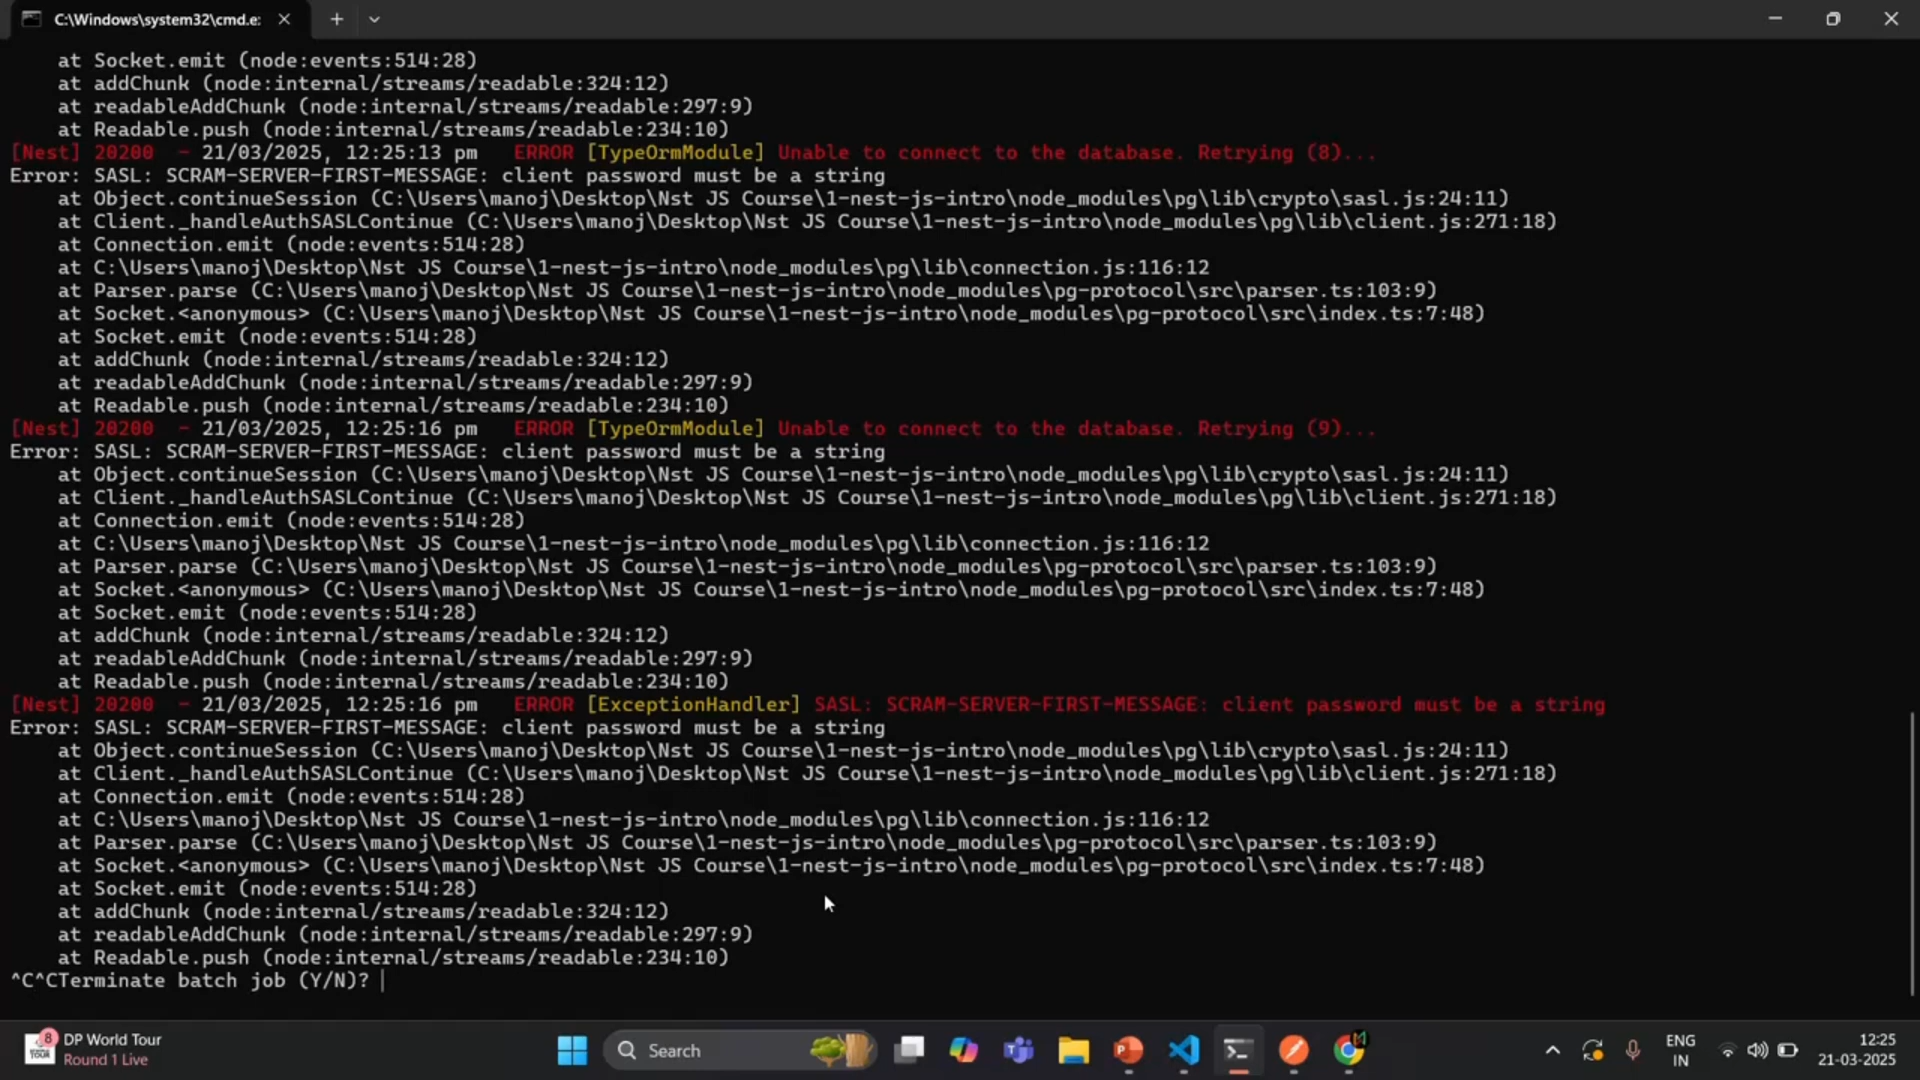 C:\Windows\system32\cmd.e:
at Socket.emit (node:events:514:28)
at addChunk (node:internal/streams/readable:324:12)
at readableAddChunk (node:internal/streams/readable:297:9)
at Readable.push (node:internal/streams/readable:234:10)
[Nest] 20200 - 21/03/2025, 12:25:13 pm ERROR [TypeOrmModule] Unable to connect to the database. Retrying (8)...
Error: SASL: SCRAM-SERVER-FIRST-MESSAGE: client password must be a string
at Object.continueSession (C:\Users\manoj\Desktop\Nst JS Course\1-nest-js-intro\node_modules\pg\lib\crypto\sasl.js:24:11)
at Client._handleAuthSASLContinue (C:\Users\manoj\Desktop\Nst JS Course\1-nest-js-intro\node_modules\pg\lib\client.js:271:18)
at Connection.emit (node:events:514:28)
at C:\Users\manoj\Desktop\Nst JS Course\1-nest-js-intro\node_modules\pg\lib\connection.js:116:12
at Parser.parse (C:\Users\manoj\Desktop\Nst JS Course\1-nest-js-intro\node_modules\pg-protocol\src\parser.ts:103:9)
at Socket.<anonymous> (C:\Users\manoj\Desktop\Nst JS Course\1-nest-js-intro\node_modules\pg-protocol\src\index.ts:7:48)
at Socket.emit (node:events:514:28)
at addChunk (node:internal/streams/readable:324:12)
at readableAddChunk (node:internal/streams/readable:297:9)
at Readable.push (node:internal/streams/readable:234:10)
[Nest] 20200 - 21/03/2025, 12:25:16 pm ERROR [TypeOrmModule] Unable to connect to the database. Retrying (9)...
Error: SASL: SCRAM-SERVER-FIRST-MESSAGE: client password must be a string
at Object.continueSession (C:\Users\manoj\Desktop\Nst JS Course\1-nest-js-intro\node_modules\pg\lib\crypto\sasl.js:24:11)
at Client._handleAuthSASLContinue (C:\Users\manoj\Desktop\Nst JS Course\1-nest-js-intro\node_modules\pg\lib\client.js:271:18)
at Connection.emit (node:events:514:28)
at C:\Users\manoj\Desktop\Nst JS Course\1-nest-js-intro\node_modules\pg\lib\connection.js:116:12
at Parser.parse (C:\Users\manoj\Desktop\Nst JS Course\1-nest-js-intro\node_modules\pg-protocol\src\parser.ts:103:9)
at Socket.<anonymous> (C:\Users\manoj\Desktop\Nst JS Course\1-nest-js-intro\node_modules\pg-protocol\src\index.ts:7:48)
at Socket.emit (node:events:514:28)
at addChunk (node:internal/streams/readable:324:12)
at readableAddChunk (node:internal/streams/readable:297:9)
at Readable.push (node:internal/streams/readable:234:10)
[Nest] 20200 - 21/03/2025, 12:25:16 pm ERROR [ExceptionHandler] SASL: SCRAM-SERVER-FIRST-MESSAGE: client password must be a string
Error: SASL: SCRAM-SERVER-FIRST-MESSAGE: client password must be a string
at Object.continueSession (C:\Users\manoj\Desktop\Nst JS Course\1-nest-js-intro\node_modules\pg\lib\crypto\sasl.js:24:11)
at Client._handleAuthSASLContinue (C:\Users\manoj\Desktop\Nst JS Course\1-nest-js-intro\node_modules\pg\lib\client.js:271:18)
at Connection.emit (node:events:514:28)
at C:\Users\manoj\Desktop\Nst JS Course\1-nest-js-intro\node_modules\pg\lib\connection.js:116:12
at Parser.parse (C:\Users\manoj\Desktop\Nst JS Course\1-nest-js-intro\node_modules\pg-protocol\src\parser.ts:103:9)
at Socket.<anonymous> (C:\Users\manoj\Desktop\Nst JS Course\1-nest-js-intro\node_modules\pg-protocol\src\index.ts:7:48)
at Socket.emit (node:events:514:28)
at addChunk (node:internal/streams/readable:324:12)
at readableAddChunk (node:internal/streams/readable:297:9)
at Readable.push (node:internal/streams/readable:234:10)
^C^CTerminate batch job (Y/N)?
8
DP World Tour
Round 1 Live
Search
ENG
IN
12:25
21-03-2025